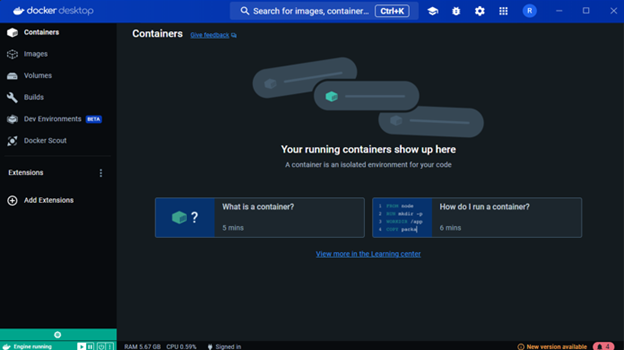 docker desktop
Search for images, container...
Ctrl+K
R
Containers
Images
Volumes
Builds
Dev Environments BETA
Docker Scout
Extensions
Add Extensions
Containers
Give feedback
Your running containers show up here
A container is an isolated environment for your code
?
What is a container?
5 mins
1 FROM node
2 RUN mkdir -p
3 WORKDIR /app
4 COPY packa
How do I run a container?
6 mins
View more in the Learning center
Engine running
RAM 5.67 GB CPU 0.59% Signed in
New version available
4